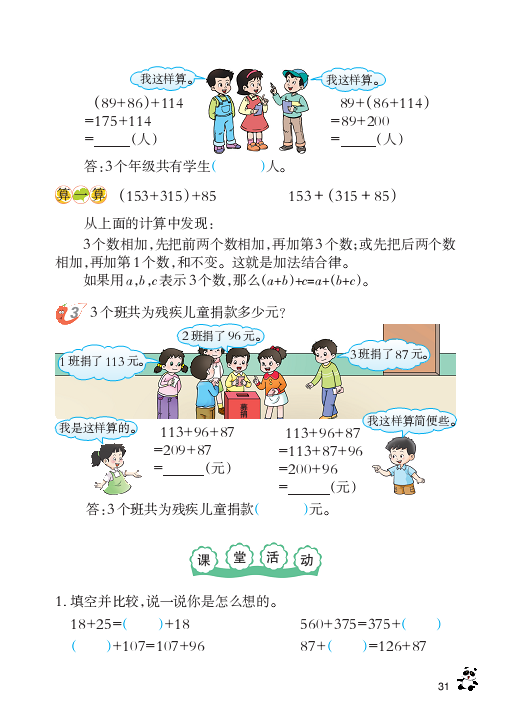 我这样算。 我这样算。
(89+86)+114 89+(86+114)
=175+114 =89+200
=_____(人) =_____(人)
答:3个年级共有学生( )人。
算一算 (153+315)+85 153+(315+85)
从上面的计算中发现:
3个数相加,先把前两个数相加,再加第3个数;或先把后两个数
相加,再加第1个数,和不变。这就是加法结合律。
如果用a,b,c表示3个数,那么(a+b)+c=a+(b+c)。
3 3个班共为残疾儿童捐款多少元?
2班捐了96元。
1班捐了113元。 3班捐了87元。
募捐
我是这样算的。 我这样算简便些。
113+96+87 113+96+87
=209+87 =113+87+96
=______(元) =200+96
=______(元)
答:3个班共为残疾儿童捐款( )元。
课堂活动
1.填空并比较,说一说你是怎么想的。
18+25=( )+18 560+375=375+( )
( )+107=107+96 87+( )=126+87
31